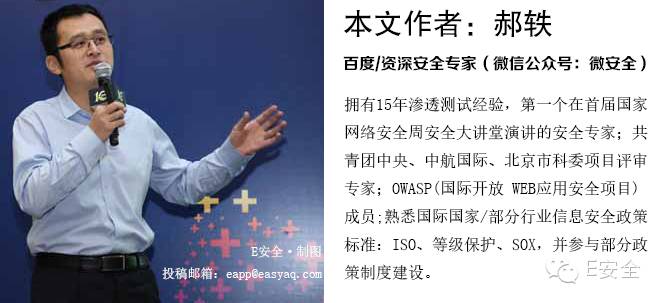 本文作者：郝轶
百度/资深安全专家（微信公众号：微安全）
拥有15年渗透测试经验，第一个在首届国家
网络安全周安全大讲堂演讲的安全专家；共
青团中央、中航国际、北京市科委项目评审
专家；OWASP(国际开放 WEB应用安全项目)
成员;熟悉国际国家/部分行业信息安全政策
标准：ISO、等级保护、SOX，并参与部分政
策制度建设。
E安全·制图
投稿邮箱：eapp@easyaq.com
E安全